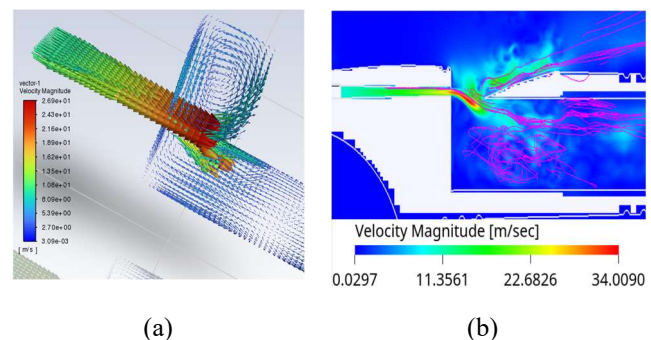 vector-1
Velocity Magnitude
2.69e+01
2.43e+01
2.16e+01
1.89e+01
1.62e+01
1.35e+01
1.08e+01
8.09e+00
5.39e+00
2.70e+00
3.09e-03
[ m/s ]
Velocity Magnitude [m/sec]
0.0297 11.3561 22.6826 34.0090
(a) (b)